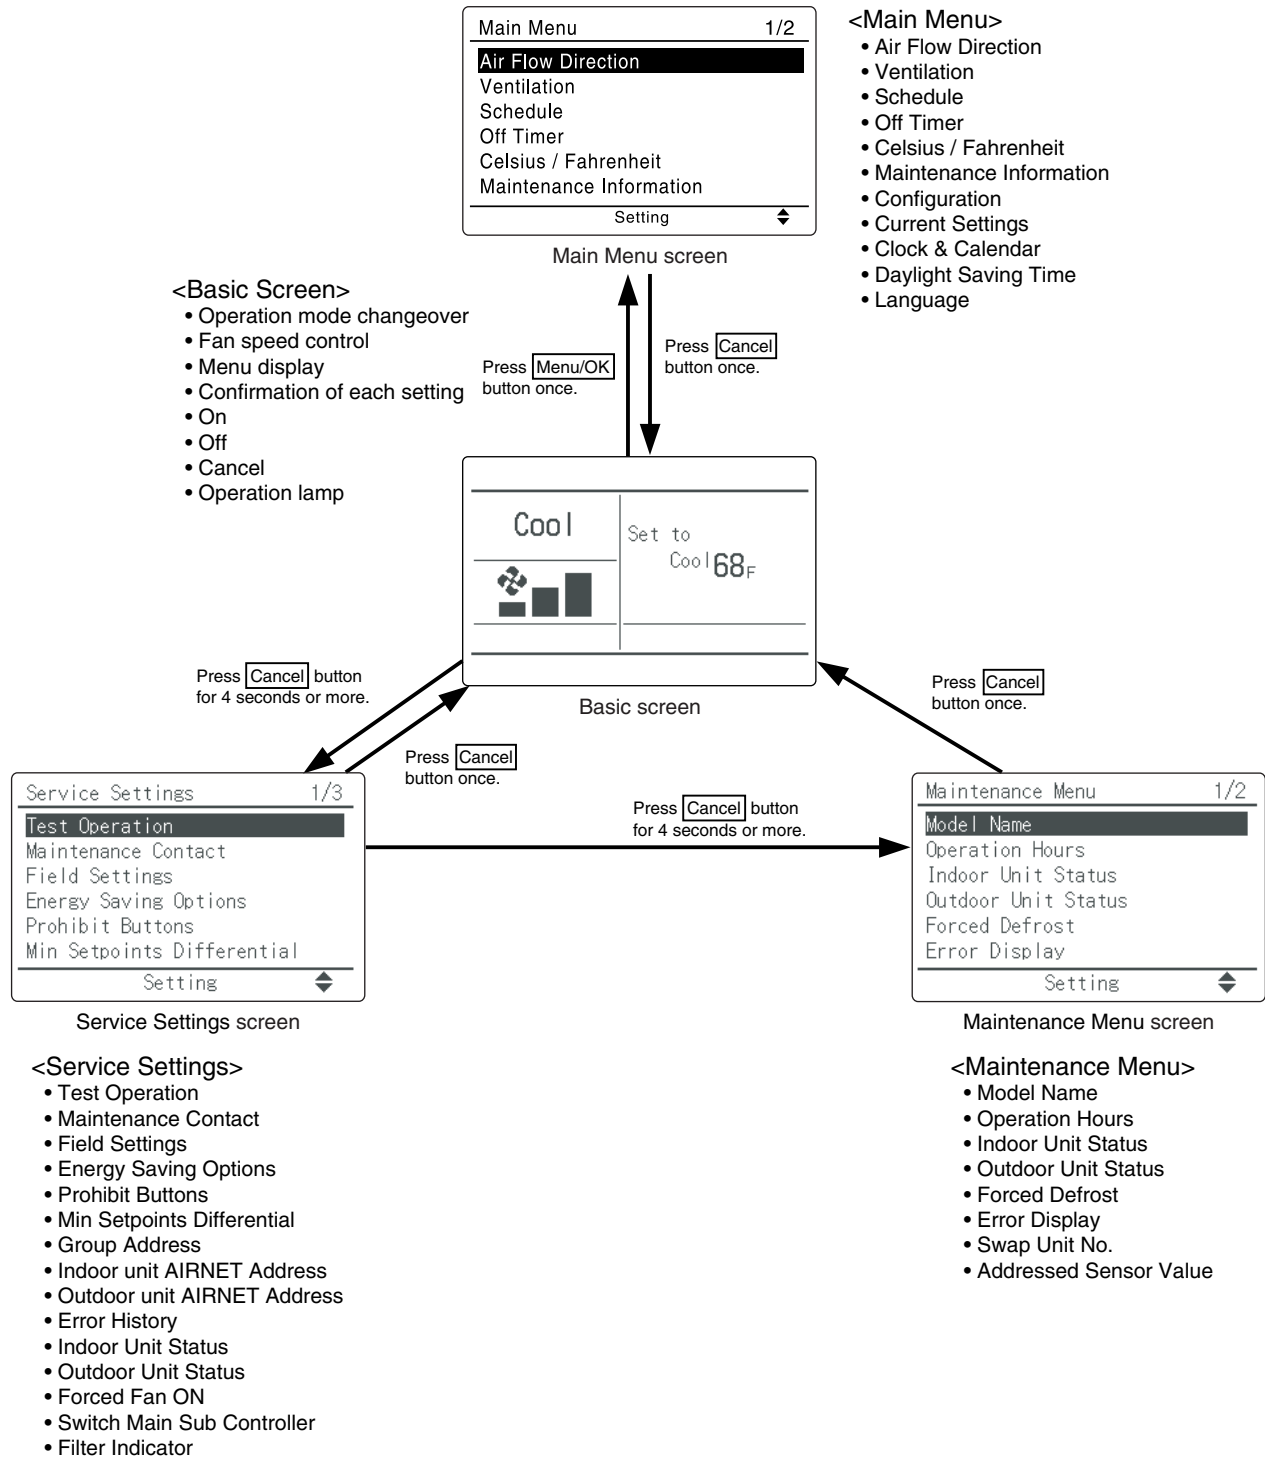 Main Menu 1/2
Air Flow Direction
Ventilation
Schedule
Off Timer
Celsius / Fahrenheit
Maintenance Information
Setting
Main Menu screen
<Main Menu>
• Air Flow Direction
• Ventilation
• Schedule
• Off Timer
• Celsius / Fahrenheit
• Maintenance Information
• Configuration
• Current Settings
• Clock & Calendar
• Daylight Saving Time
• Language
<Basic Screen>
• Operation mode changeover
• Fan speed control
• Menu display
• Confirmation of each setting
• On
• Off
• Cancel
• Operation lamp
Press Menu/OK
button once.
Press Cancel
button once.
Cool
Set to
Cool 68F
Basic screen
Press Cancel button
for 4 seconds or more.
Press Cancel
button once.
Press Cancel
button once.
Press Cancel button
for 4 seconds or more.
Service Settings 1/3
Test Operation
Maintenance Contact
Field Settings
Energy Saving Options
Prohibit Buttons
Min Setpoints Differential
Setting
Service Settings screen
Maintenance Menu 1/2
Model Name
Operation Hours
Indoor Unit Status
Outdoor Unit Status
Forced Defrost
Error Display
Setting
Maintenance Menu screen
<Service Settings>
• Test Operation
• Maintenance Contact
• Field Settings
• Energy Saving Options
• Prohibit Buttons
• Min Setpoints Differential
• Group Address
• Indoor unit AIRNET Address
• Outdoor unit AIRNET Address
• Error History
• Indoor Unit Status
• Outdoor Unit Status
• Forced Fan ON
• Switch Main Sub Controller
• Filter Indicator
<Maintenance Menu>
• Model Name
• Operation Hours
• Indoor Unit Status
• Outdoor Unit Status
• Forced Defrost
• Error Display
• Swap Unit No.
• Addressed Sensor Value